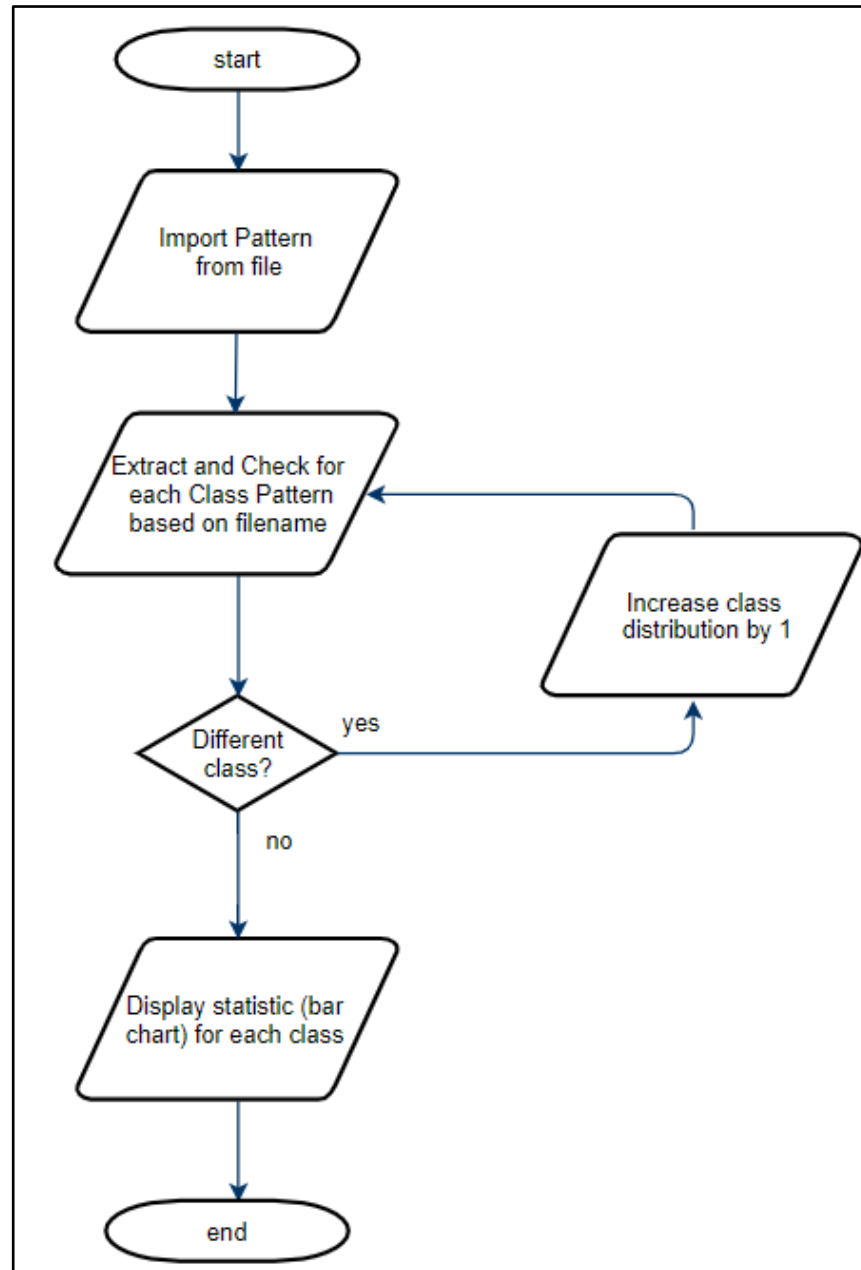 start
Import Pattern
from file
Extract and Check for
each Class Pattern
based on filename
Increase class
distribution by 1
Different
class?
yes
no
Display statistic (bar
chart) for each class
end